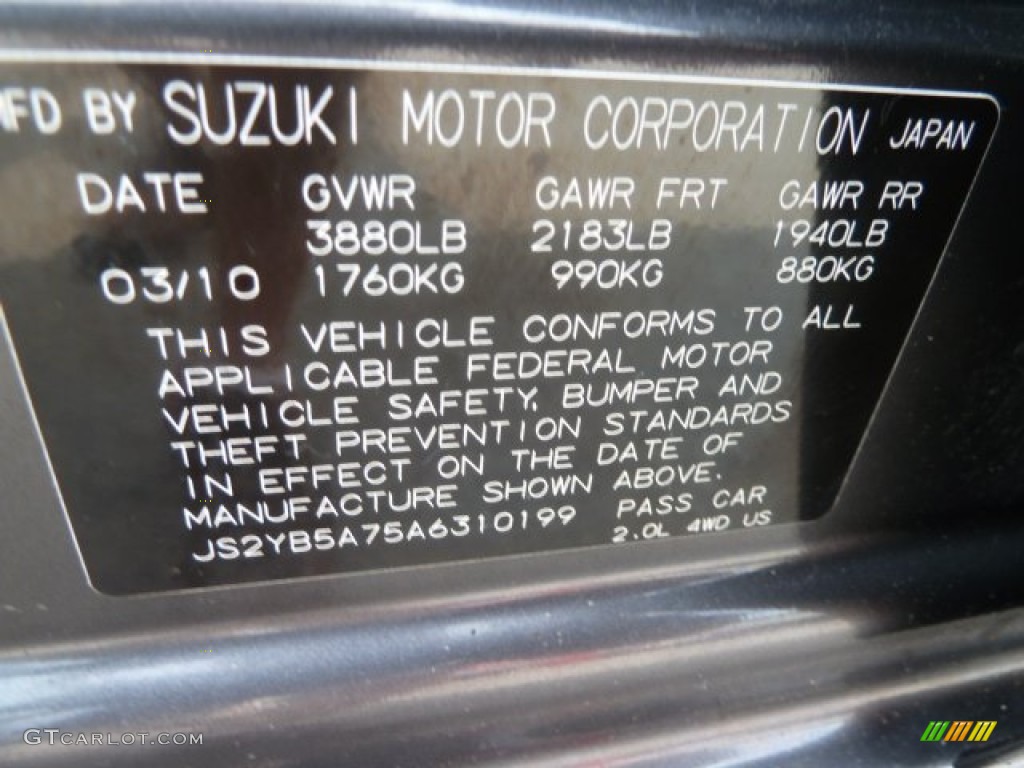 MFD BY SUZUKI MOTOR CORPORATION JAPAN
DATE GVWR GAWR FRT GAWR RR
3880LB 2183LB 1940LB
03/10 1760KG 990KG 880KG
THIS VEHICLE CONFORMS TO ALL
APPLICABLE FEDERAL MOTOR
VEHICLE SAFETY, BUMPER AND
THEFT PREVENTION STANDARDS
IN EFFECT ON THE DATE OF
MANUFACTURE SHOWN ABOVE.
JS2YB5A75A6310199 PASS CAR
2.0L 4WD US
GTCARLOT.COM